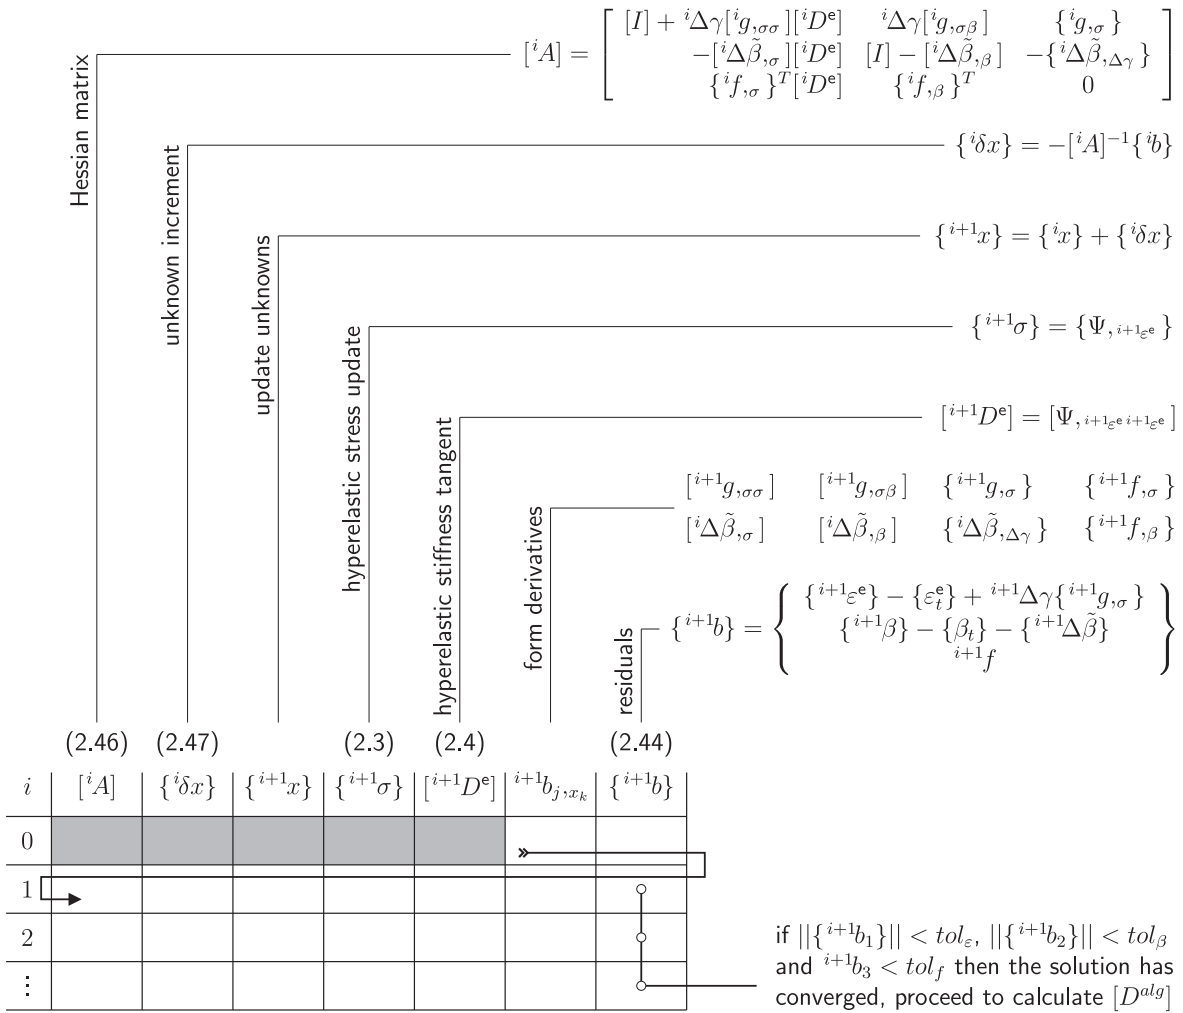 [ⁱA] = [ [I] + ⁱΔγ[ⁱg,σσ][ⁱDᵉ] ⁱΔγ[ⁱg,σβ] {ⁱg,σ}
−[ⁱΔβ̃,σ][ⁱDᵉ] [I] − [ⁱΔβ̃,β] −{ⁱΔβ̃,Δγ}
{ⁱf,σ}ᵀ[ⁱDᵉ] {ⁱf,β}ᵀ 0 ]
Hessian matrix
{ⁱδx} = −[ⁱA]⁻¹{ⁱb}
unknown increment
{ⁱ⁺¹x} = {ⁱx} + {ⁱδx}
update unknowns
{ⁱ⁺¹σ} = {Ψ,ⁱ⁺¹εᵉ}
hyperelastic stress update
[ⁱ⁺¹Dᵉ] = [Ψ,ⁱ⁺¹εᵉ ⁱ⁺¹εᵉ]
hyperelastic stiffness tangent
[ⁱ⁺¹g,σσ] [ⁱ⁺¹g,σβ] {ⁱ⁺¹g,σ} {ⁱ⁺¹f,σ}
[ⁱΔβ̃,σ] [ⁱΔβ̃,β] {ⁱΔβ̃,Δγ} {ⁱ⁺¹f,β}
form derivatives
{ⁱ⁺¹b} = { {ⁱ⁺¹εᵉ} − {εᵉₜ} + ⁱ⁺¹Δγ{ⁱ⁺¹g,σ}
{ⁱ⁺¹β} − {βₜ} − {ⁱ⁺¹Δβ̃}
ⁱ⁺¹f }
residuals
(2.46) (2.47) (2.3) (2.4) (2.44)
i [ⁱA] {ⁱδx} {ⁱ⁺¹x} {ⁱ⁺¹σ} [ⁱ⁺¹Dᵉ] ⁱ⁺¹bⱼ,xₖ {ⁱ⁺¹b}
0
1
2
⋮
if ||{ⁱ⁺¹b₁}|| < tol_ε, ||{ⁱ⁺¹b₂}|| < tol_β
and ⁱ⁺¹b₃ < tol_f then the solution has
converged, proceed to calculate [Dᵃˡᵍ]